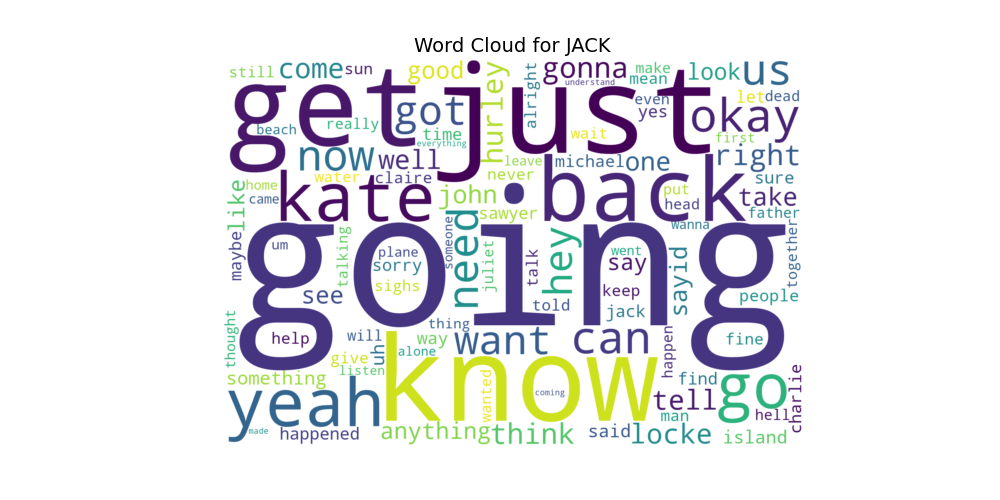 Word Cloud for JACK
still come sun good gonna make mean look us
understand
get just got hurley alright even yes let dead okay
beach really time everything wait first
now well leave michael one right
home water claire never sure
came like kate john put head back take
sawyer wanna father
maybe um talking plane sorry need someone juliet talk hey went say sayid together
going
see sighs told keep jack people
thought help will thing way want can happen fine
uh give alone listen
something know find go
yeah wanted coming tell man hell charlie
made happened anything think said locke island